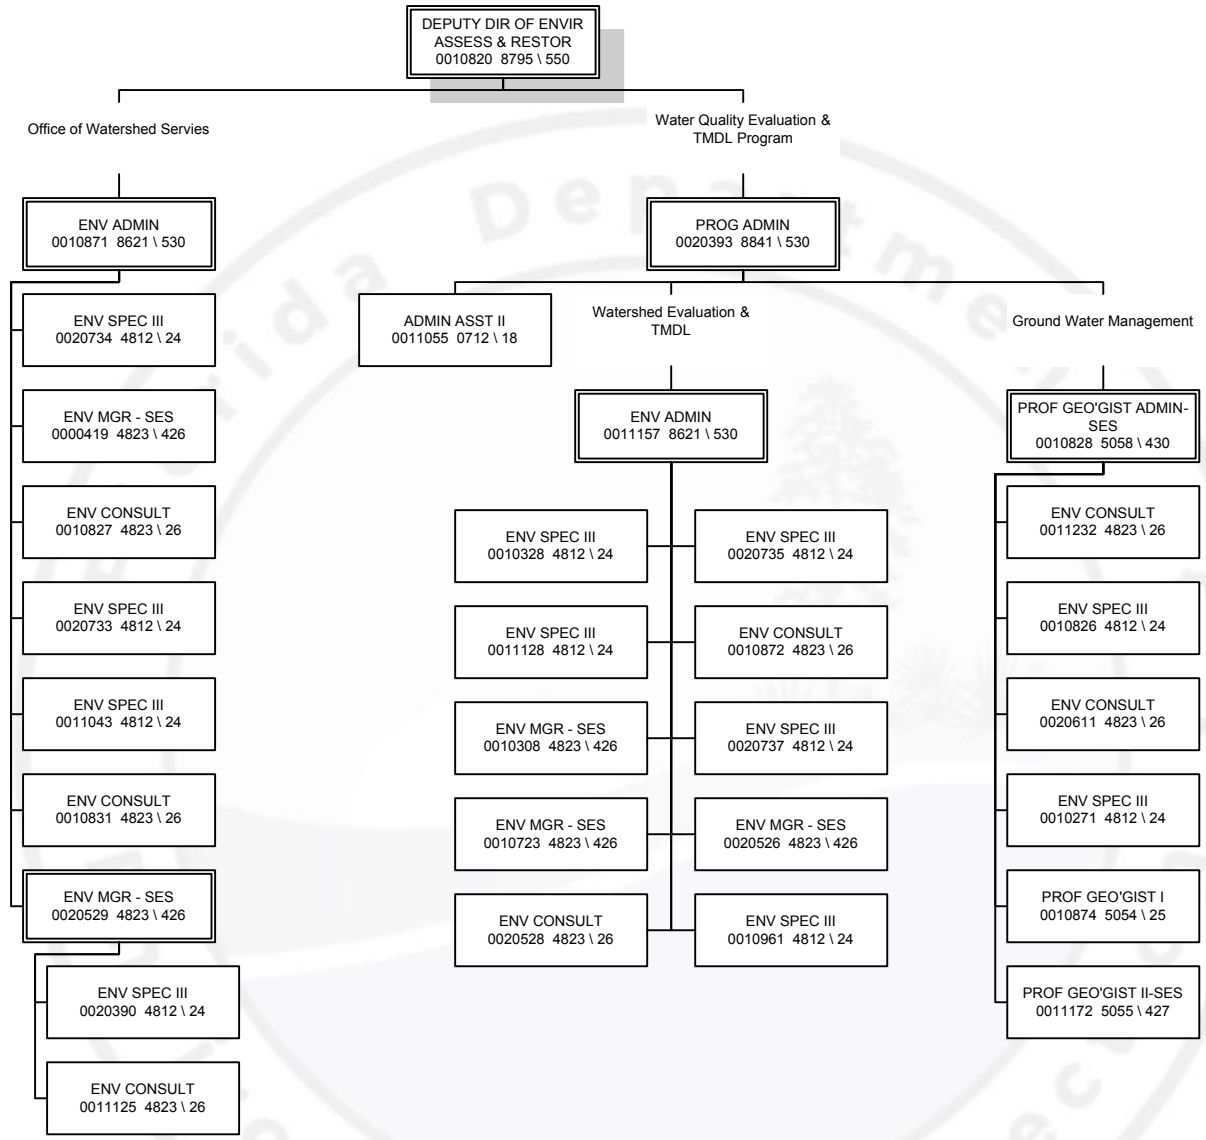 DEPUTY DIR OF ENVIR
ASSESS & RESTOR
0010820 8795 \ 550
Office of Watershed Servies
Water Quality Evaluation &
TMDL Program
ENV ADMIN
0010871 8621 \ 530
PROG ADMIN
0020393 8841 \ 530
ENV SPEC III
0020734 4812 \ 24
ENV MGR - SES
0000419 4823 \ 426
ENV CONSULT
0010827 4823 \ 26
ENV SPEC III
0020733 4812 \ 24
ENV SPEC III
0011043 4812 \ 24
ENV CONSULT
0010831 4823 \ 26
ENV MGR - SES
0020529 4823 \ 426
ENV SPEC III
0020390 4812 \ 24
ENV CONSULT
0011125 4823 \ 26
ADMIN ASST II
0011055 0712 \ 18
Watershed Evaluation &
TMDL
ENV ADMIN
0011157 8621 \ 530
ENV SPEC III
0010328 4812 \ 24
ENV SPEC III
0020735 4812 \ 24
ENV SPEC III
0011128 4812 \ 24
ENV CONSULT
0010872 4823 \ 26
ENV MGR - SES
0010308 4823 \ 426
ENV SPEC III
0020737 4812 \ 24
ENV MGR - SES
0010723 4823 \ 426
ENV MGR - SES
0020526 4823 \ 426
ENV CONSULT
0020528 4823 \ 26
ENV SPEC III
0010961 4812 \ 24
Ground Water Management
PROF GEO'GIST ADMIN-
SES
0010828 5058 \ 430
ENV CONSULT
0011232 4823 \ 26
ENV SPEC III
0010826 4812 \ 24
ENV CONSULT
0020611 4823 \ 26
ENV SPEC III
0010271 4812 \ 24
PROF GEO'GIST I
0010874 5054 \ 25
PROF GEO'GIST II-SES
0011172 5055 \ 427